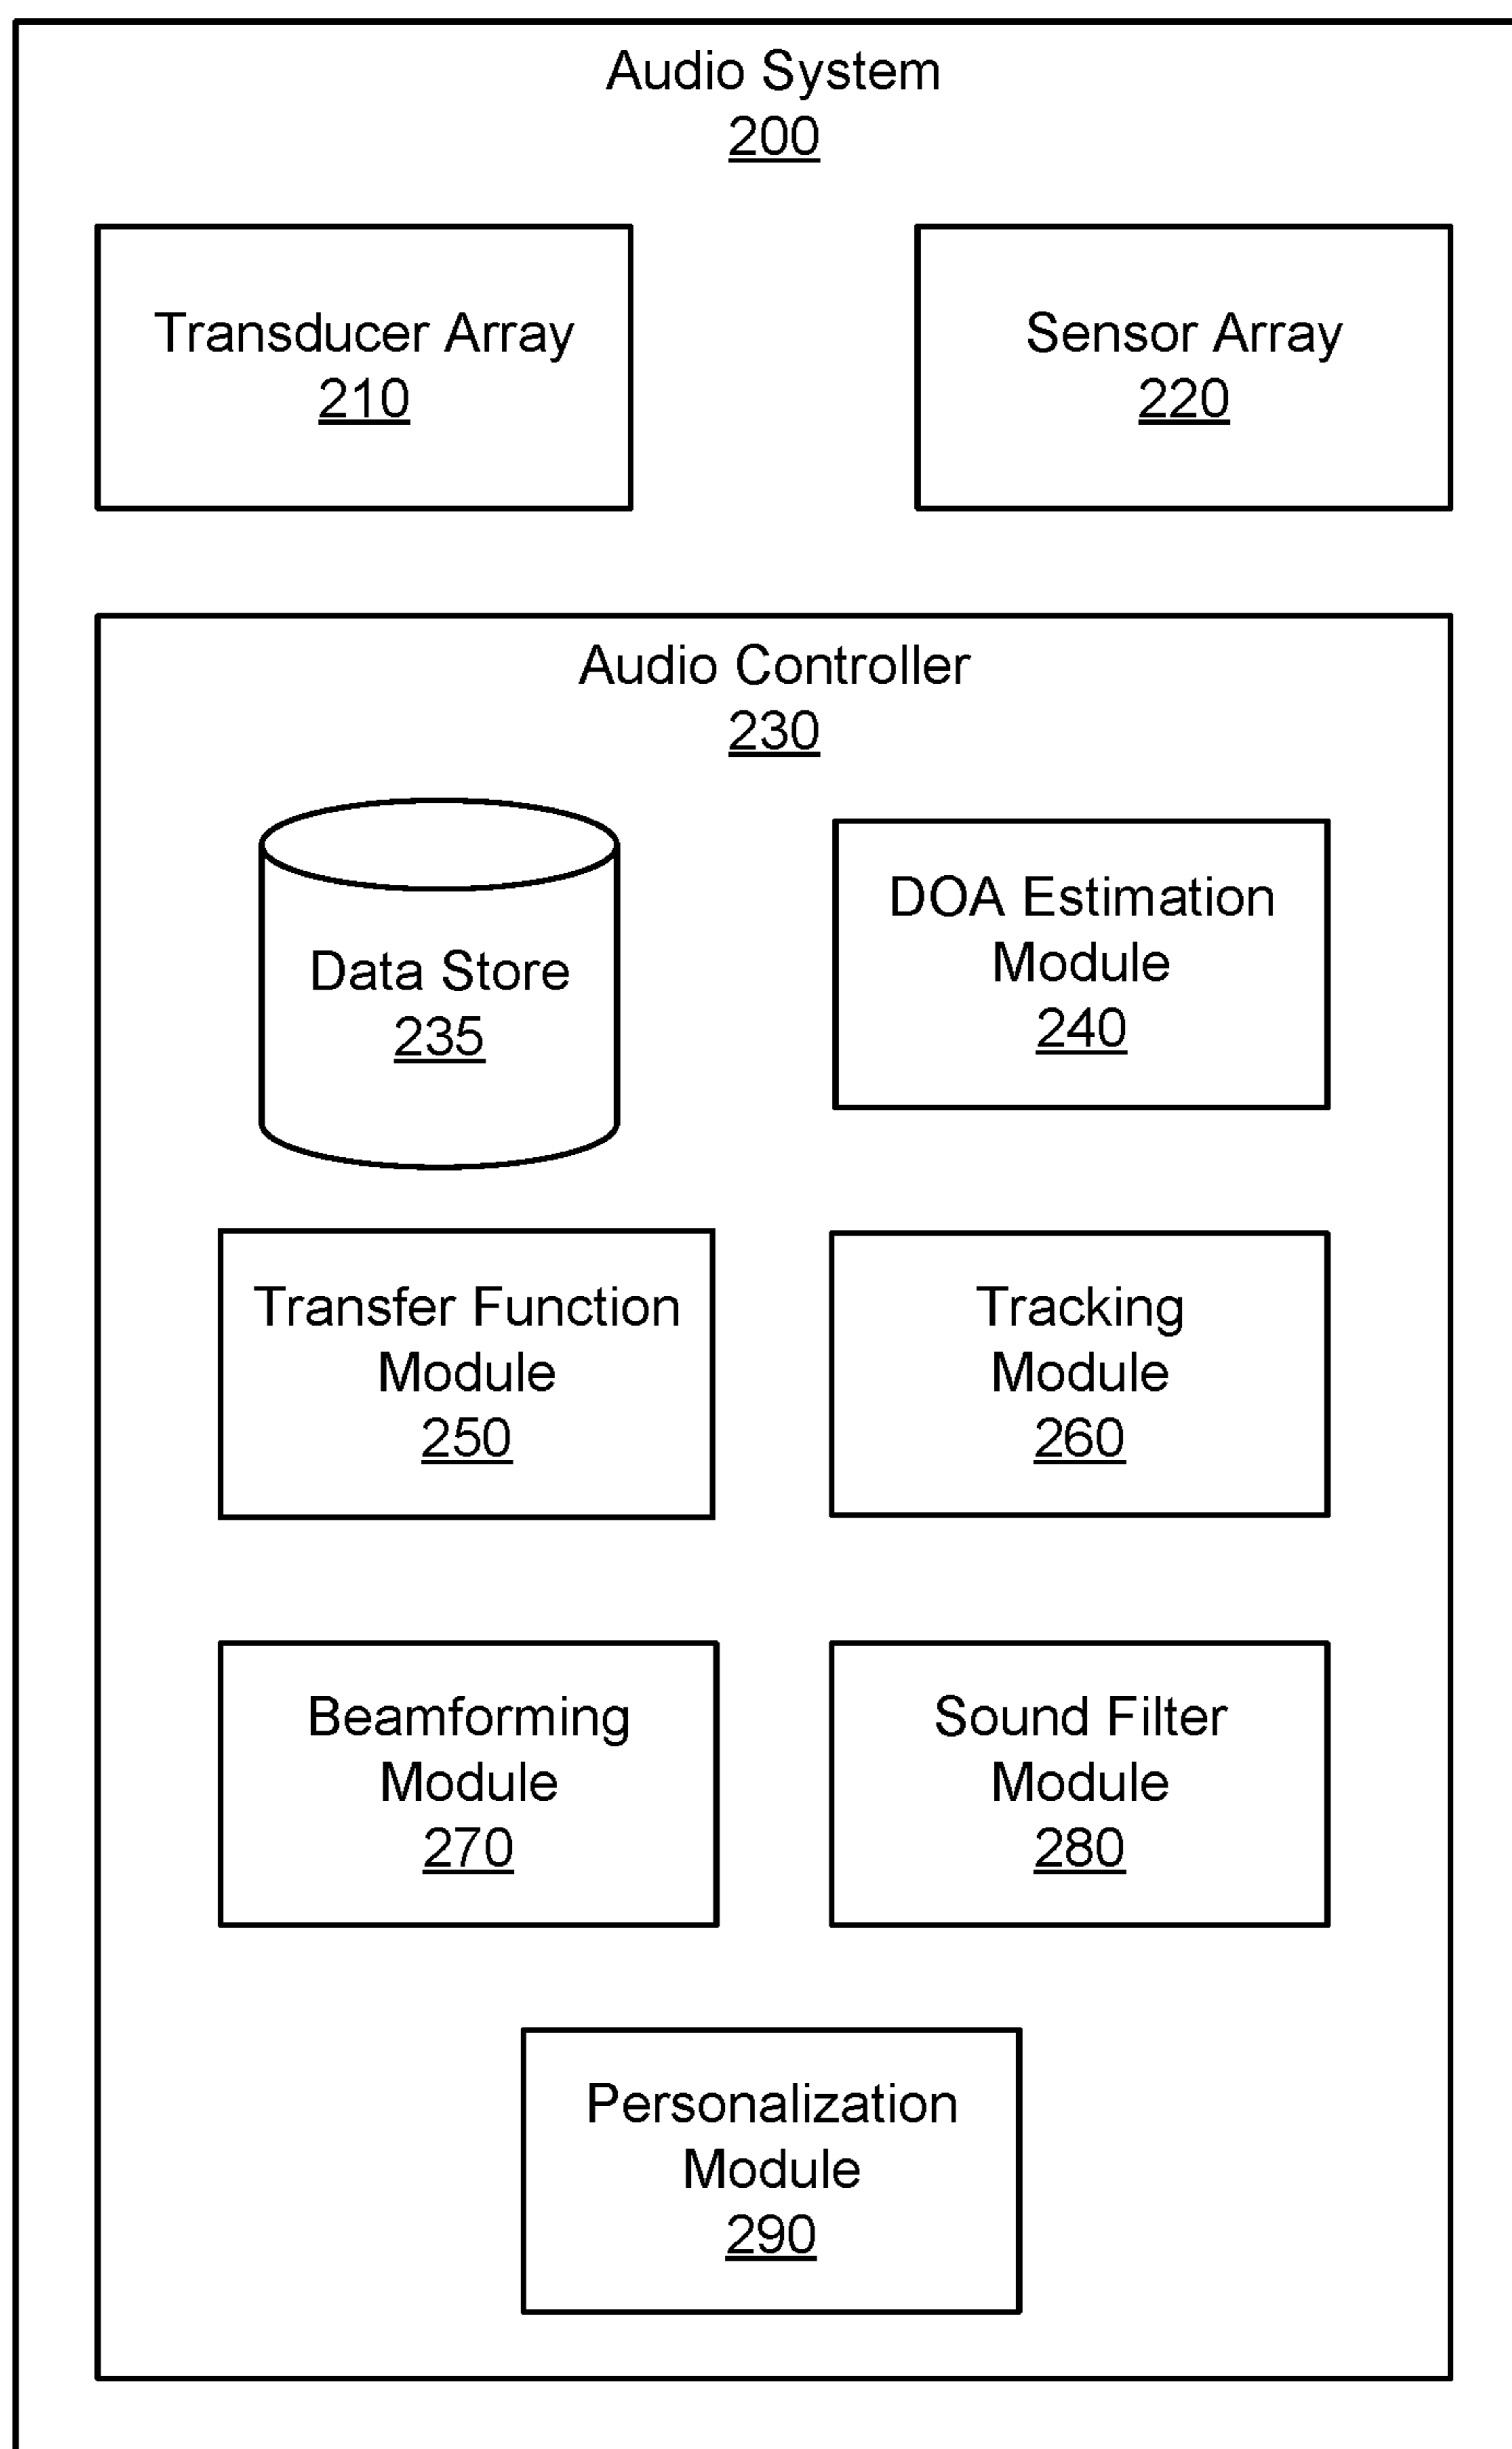 Audio System
200
Transducer Array
210
Sensor Array
220
Audio Controller
230
Data Store
235
DOA Estimation
Module
240
Transfer Function
Module
250
Tracking
Module
260
Beamforming
Module
270
Sound Filter
Module
280
Personalization
Module
290